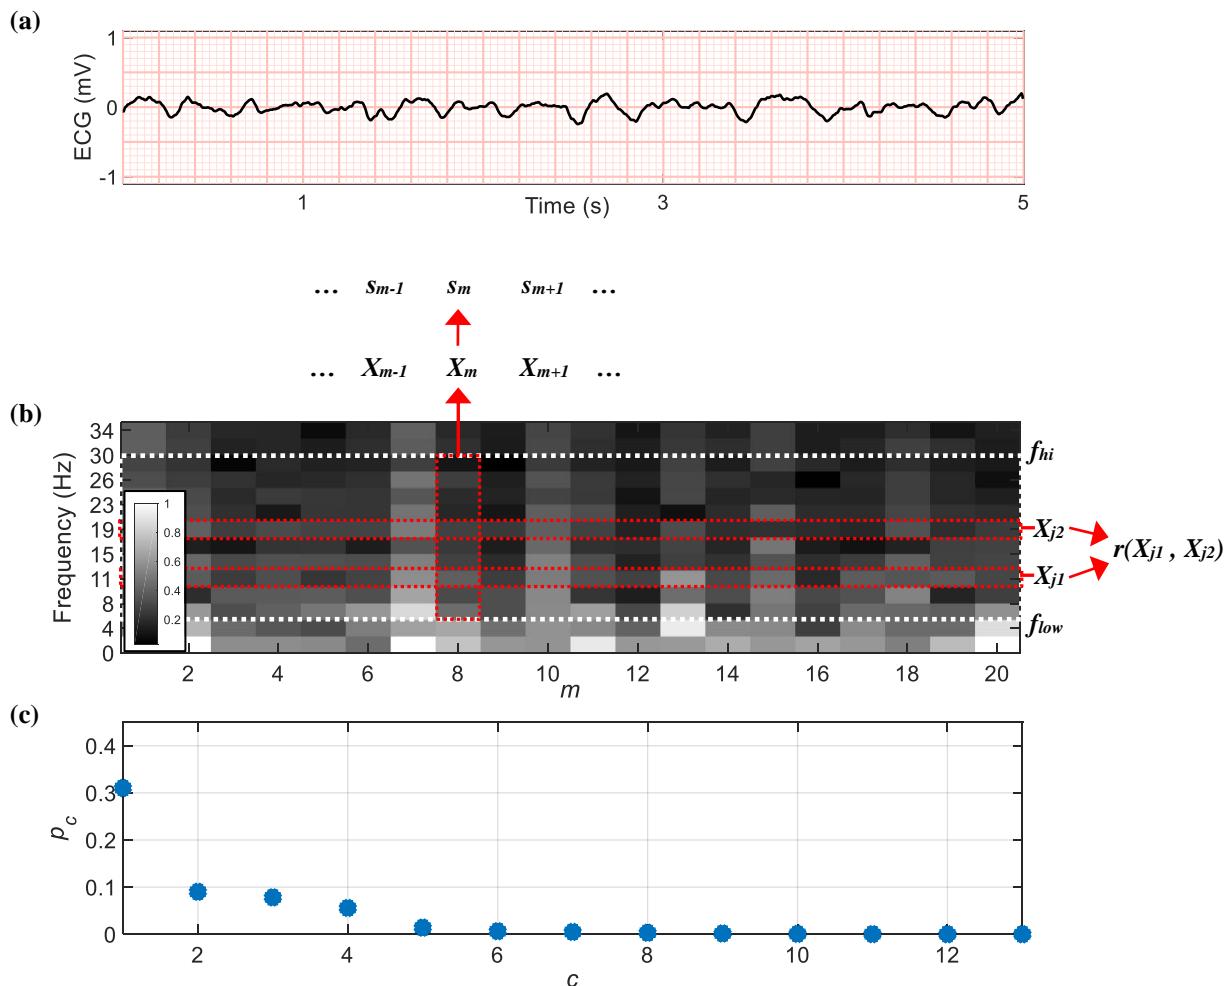 (a)
1
0
-1
ECG (mV)
1
3
5
Time (s)
... sm-1 sm sm+1 ...
... Xm-1 Xm Xm+1 ...
(b)
34
30
26
23
19
15
11
8
4
0
Frequency (Hz)
1
0.8
0.6
0.4
0.2
fhi
Xj2
r(Xj1 , Xj2)
Xj1
flow
2 4 6 8 10 12 14 16 18 20
m
(c)
0.4
0.3
0.2
0.1
0
pc
2 4 6 8 10 12
c